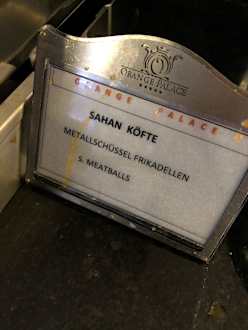 ORANGE PALACE
★★★★★
ORANGE PALACE
SAHAN KÖFTE
METALLSCHÜSSEL FRIKADELLEN
S. MEATBALLS